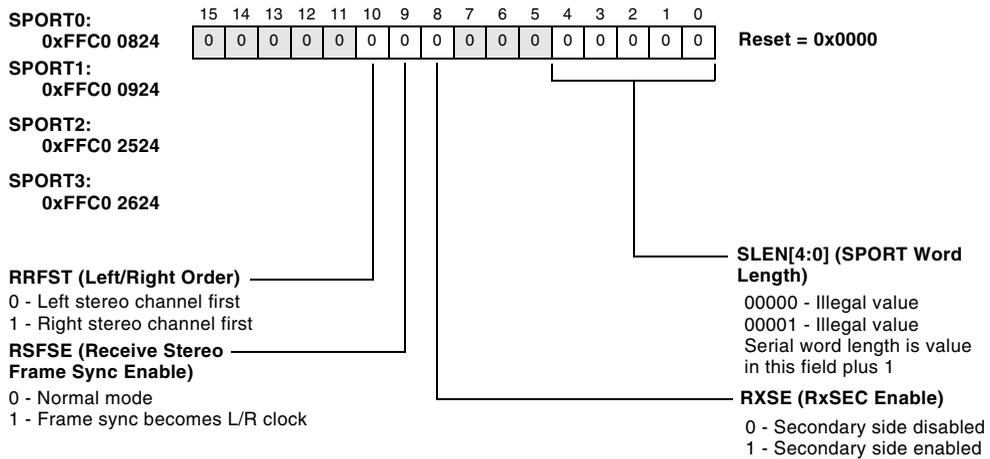 SPORT0:
0xFFC0 0824
SPORT1:
0xFFC0 0924
SPORT2:
0xFFC0 2524
SPORT3:
0xFFC0 2624
15 14 13 12 11 10 9 8 7 6 5 4 3 2 1 0
0 0 0 0 0 0 0 0 0 0 0 0 0 0 0 0
Reset = 0x0000
RRFST (Left/Right Order)
0 - Left stereo channel first
1 - Right stereo channel first
RSFSE (Receive Stereo
Frame Sync Enable)
0 - Normal mode
1 - Frame sync becomes L/R clock
SLEN[4:0] (SPORT Word
Length)
00000 - Illegal value
00001 - Illegal value
Serial word length is value
in this field plus 1
RXSE (RxSEC Enable)
0 - Secondary side disabled
1 - Secondary side enabled